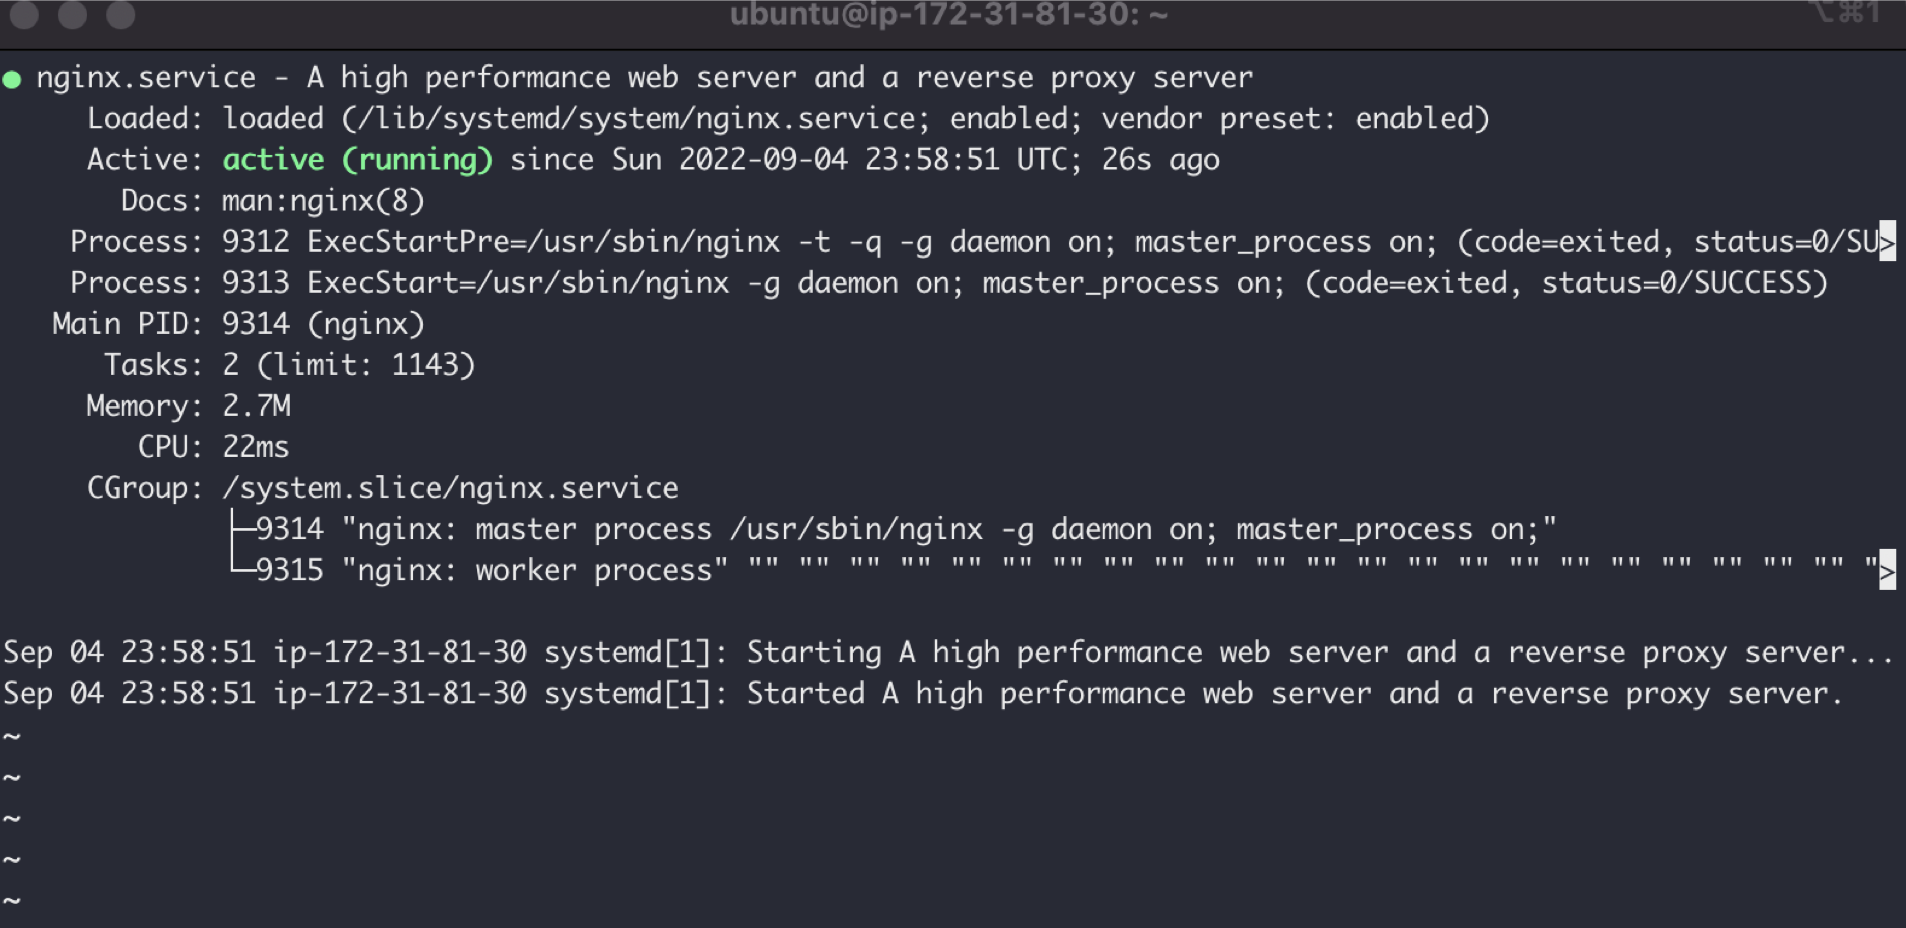 ubuntu@ip-172-31-81-30: ~ ⌥⌘1
● nginx.service - A high performance web server and a reverse proxy server
     Loaded: loaded (/lib/systemd/system/nginx.service; enabled; vendor preset: enabled)
     Active: active (running) since Sun 2022-09-04 23:58:51 UTC; 26s ago
       Docs: man:nginx(8)
    Process: 9312 ExecStartPre=/usr/sbin/nginx -t -q -g daemon on; master_process on; (code=exited, status=0/SU>
    Process: 9313 ExecStart=/usr/sbin/nginx -g daemon on; master_process on; (code=exited, status=0/SUCCESS)
   Main PID: 9314 (nginx)
      Tasks: 2 (limit: 1143)
     Memory: 2.7M
        CPU: 22ms
     CGroup: /system.slice/nginx.service
             ├─9314 "nginx: master process /usr/sbin/nginx -g daemon on; master_process on;"
             └─9315 "nginx: worker process" "" "" "" "" "" "" "" "" "" "" "" "" "" "" "" "" "" "" "" "" "" "" ">

Sep 04 23:58:51 ip-172-31-81-30 systemd[1]: Starting A high performance web server and a reverse proxy server...
Sep 04 23:58:51 ip-172-31-81-30 systemd[1]: Started A high performance web server and a reverse proxy server.
~
~
~
~
~